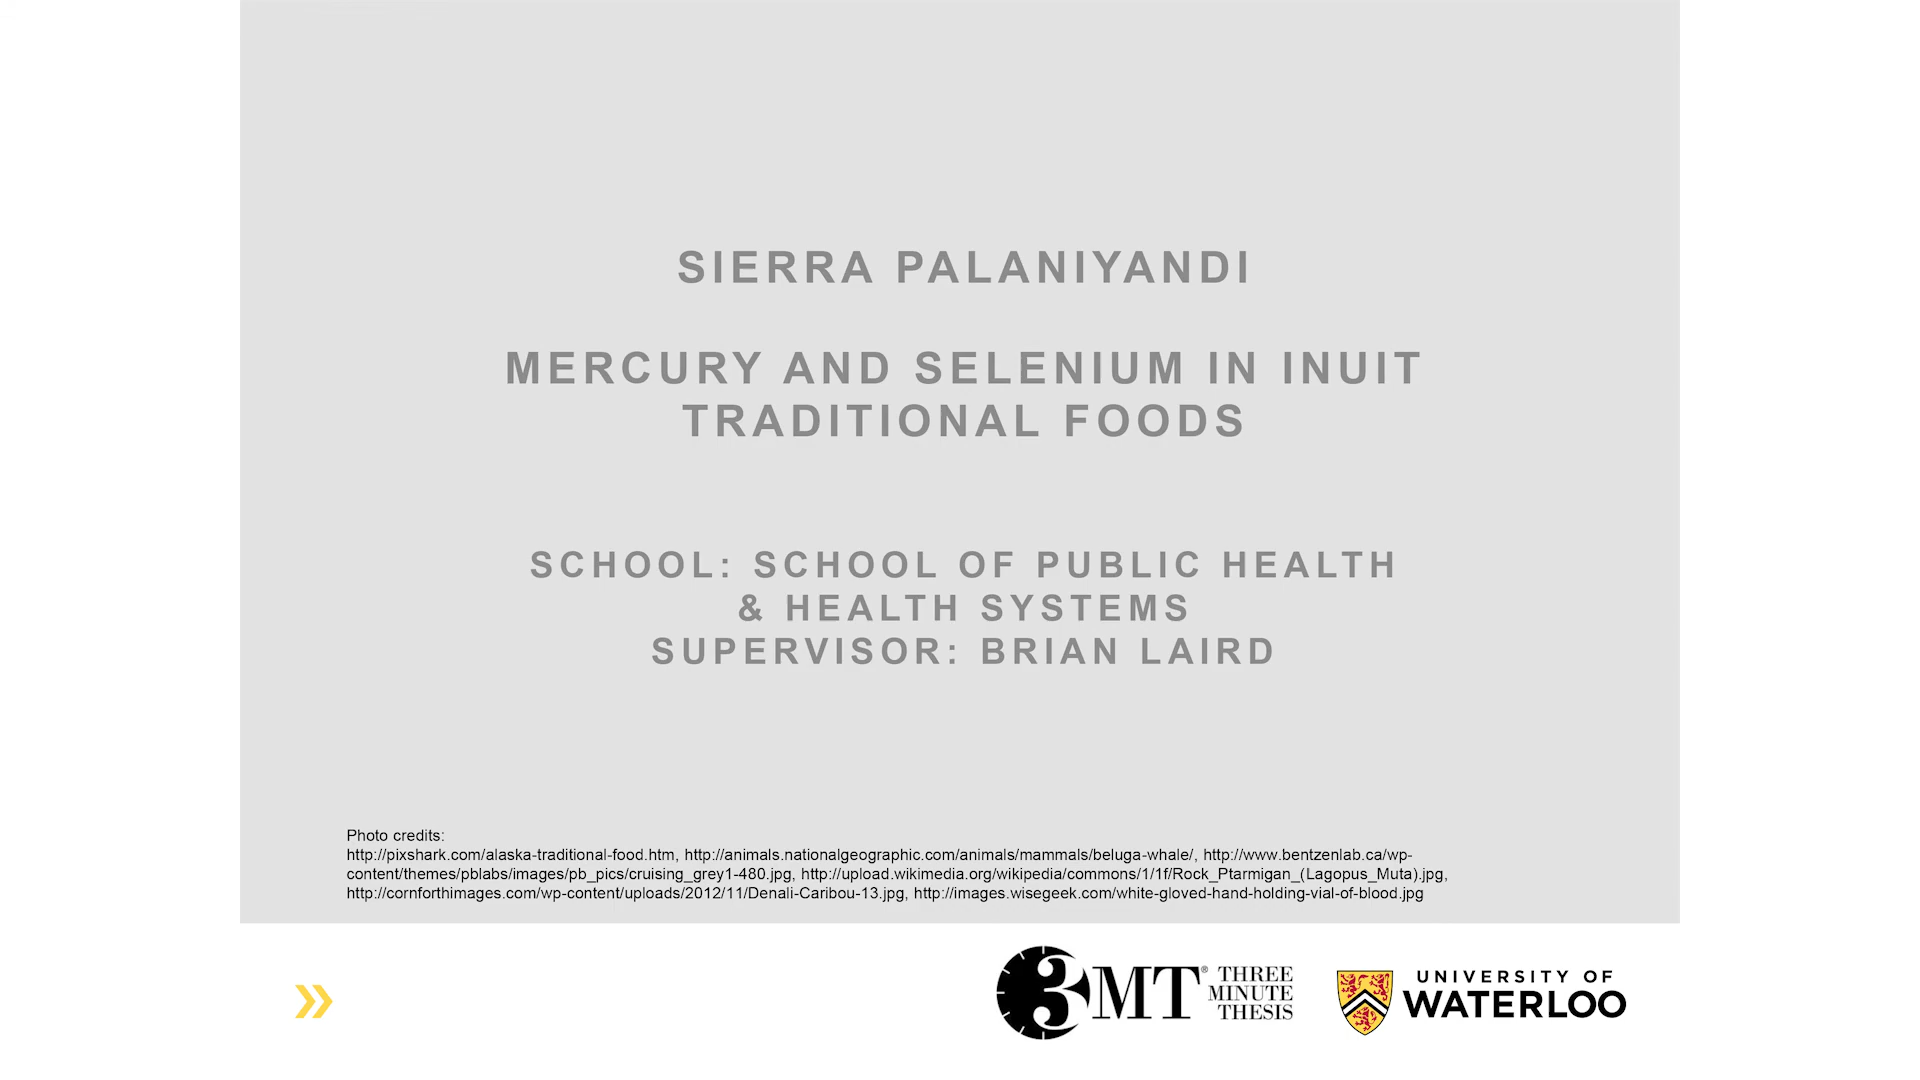 SIERRA PALANIYANDI
MERCURY AND SELENIUM IN INUIT
TRADITIONAL FOODS
SCHOOL: SCHOOL OF PUBLIC HEALTH
& HEALTH SYSTEMS
SUPERVISOR: BRIAN LAIRD
Photo credits:
http://pixshark.com/alaska-traditional-food.htm, http://animals.nationalgeographic.com/animals/mammals/beluga-whale/, http://www.bentzenlab.ca/wp-
content/themes/pblabs/images/pb_pics/cruising_grey1-480.jpg, http://upload.wikimedia.org/wikipedia/commons/1/1f/Rock_Ptarmigan_(Lagopus_Muta).jpg,
http://cornforthimages.com/wp-content/uploads/2012/11/Denali-Caribou-13.jpg, http://images.wisegeek.com/white-gloved-hand-holding-vial-of-blood.jpg
3MT® THREE
MINUTE
THESIS
UNIVERSITY OF
WATERLOO